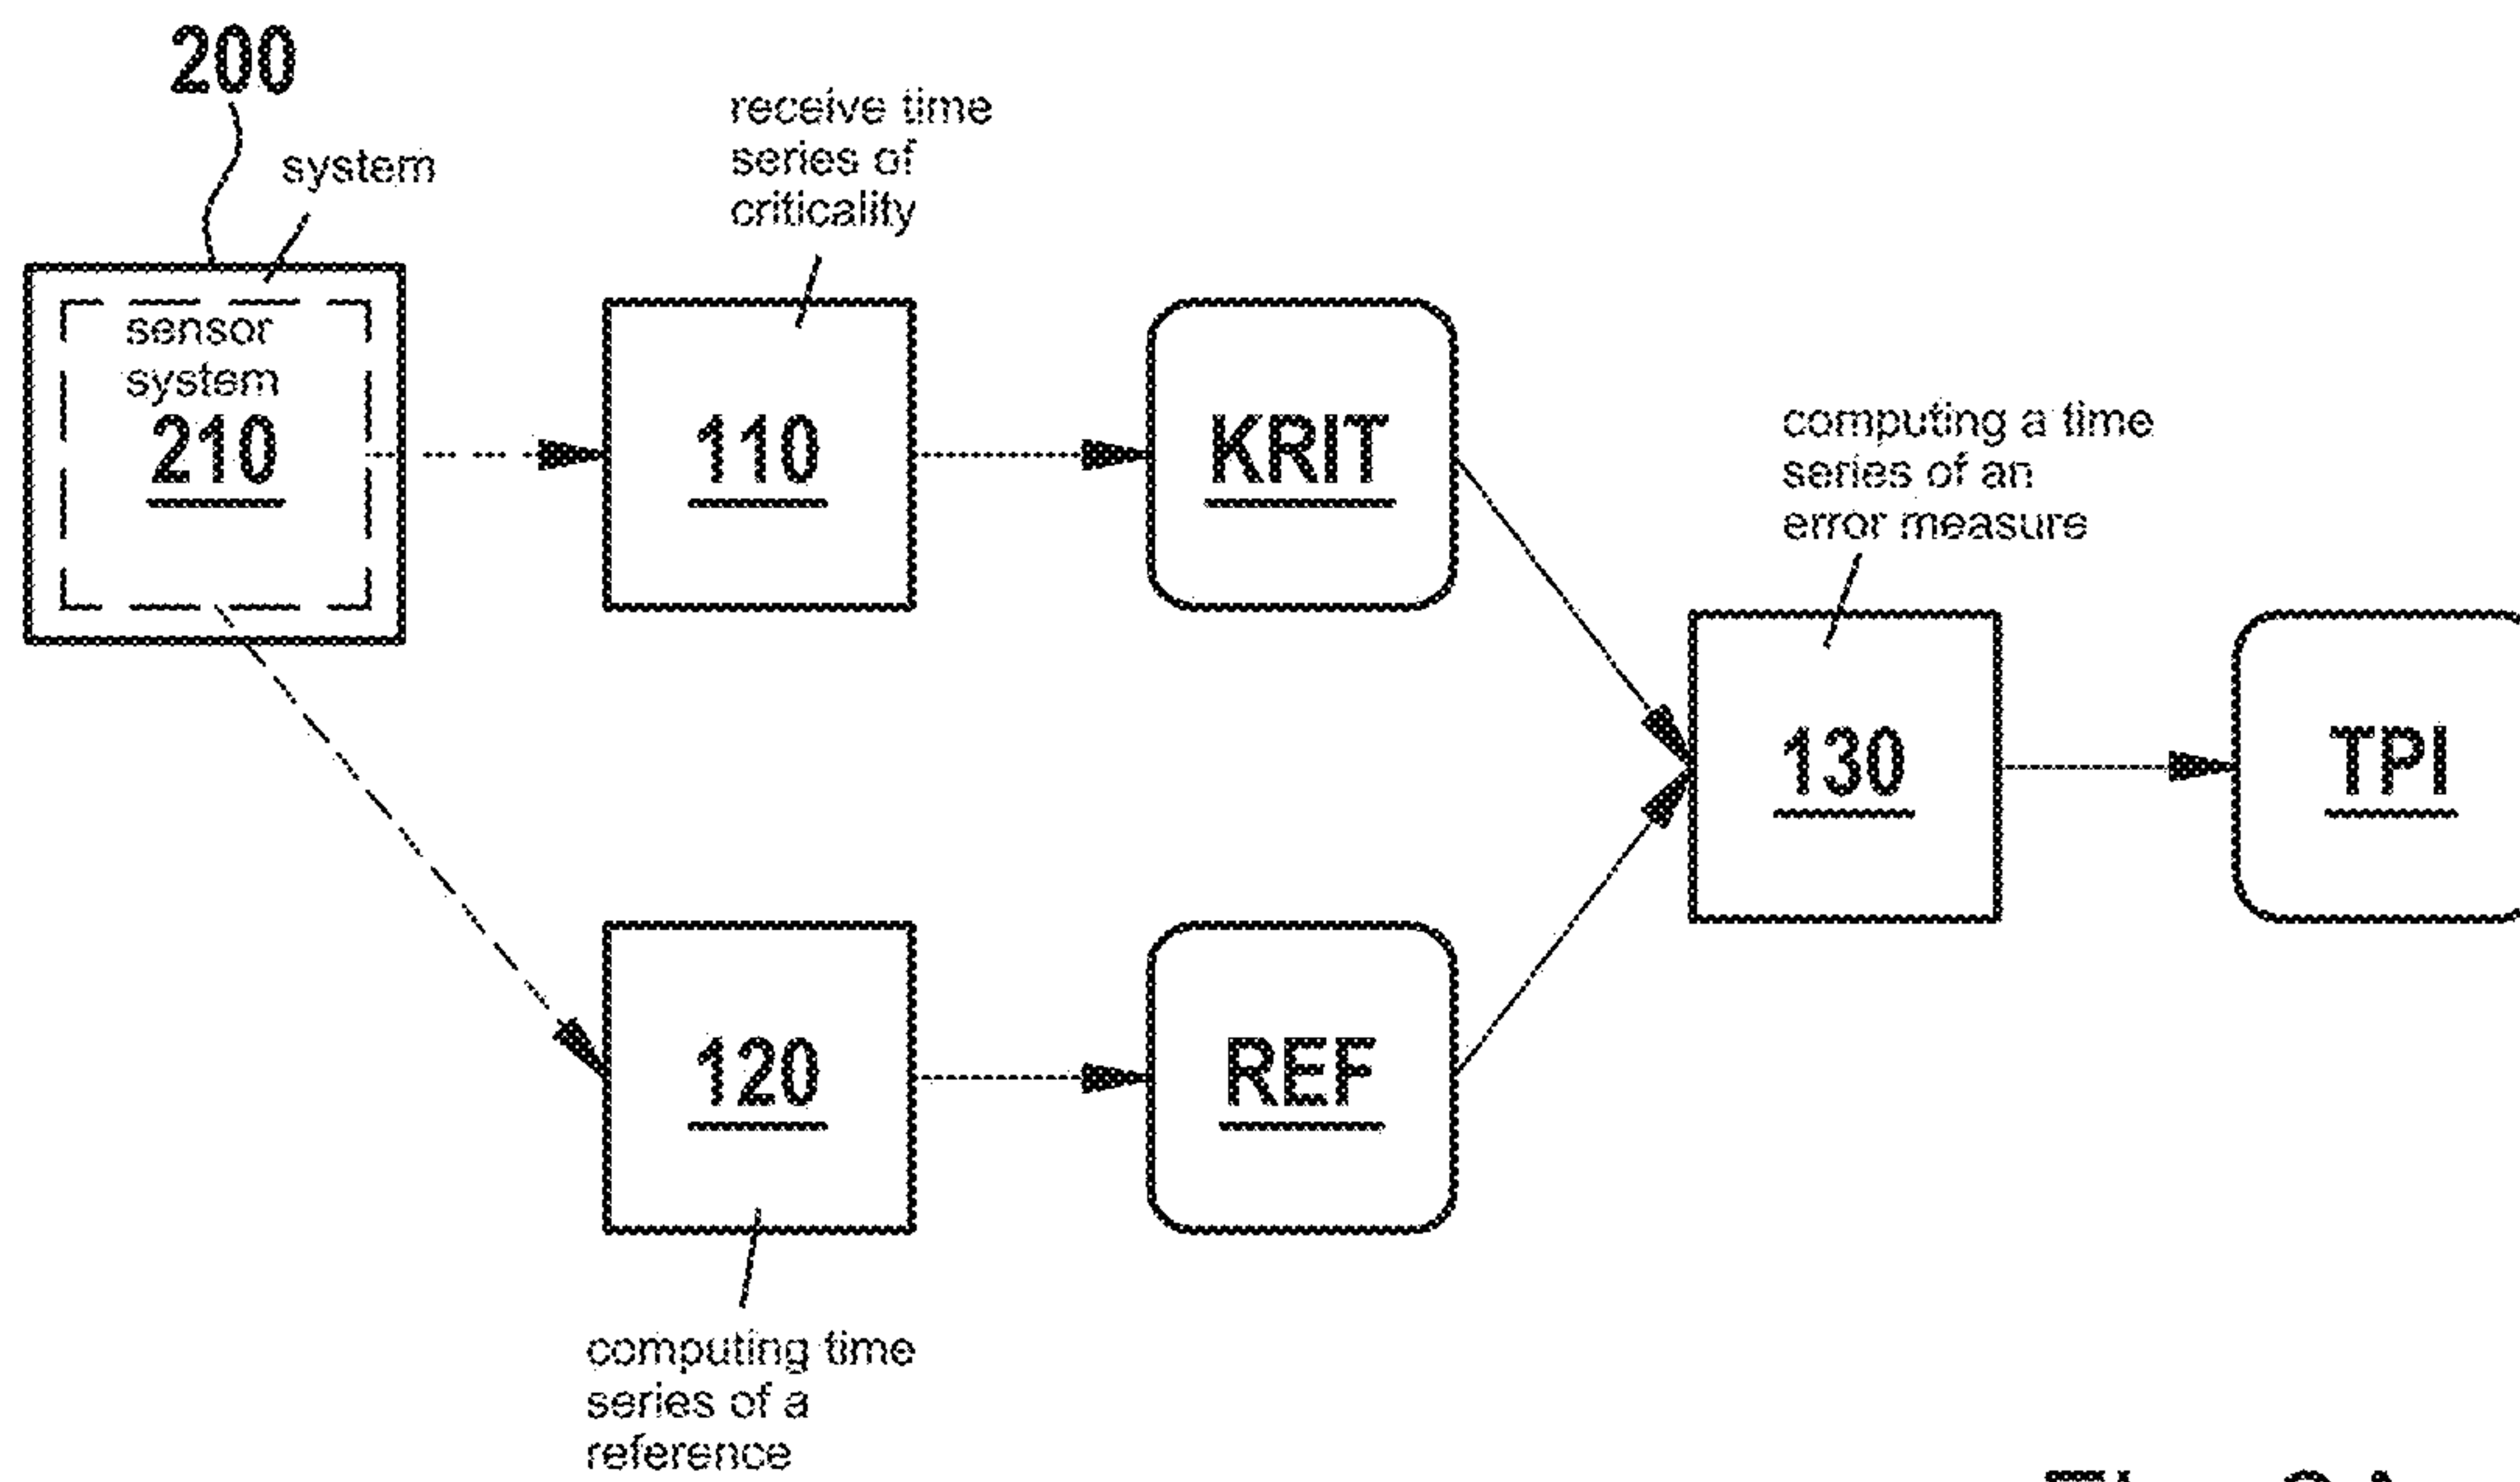 200
system
receive time
series of
criticality
sensor
system
210
110
KRIT
computing a time
series of an
error measure
130
TPI
120
REF
computing time
series of a
reference